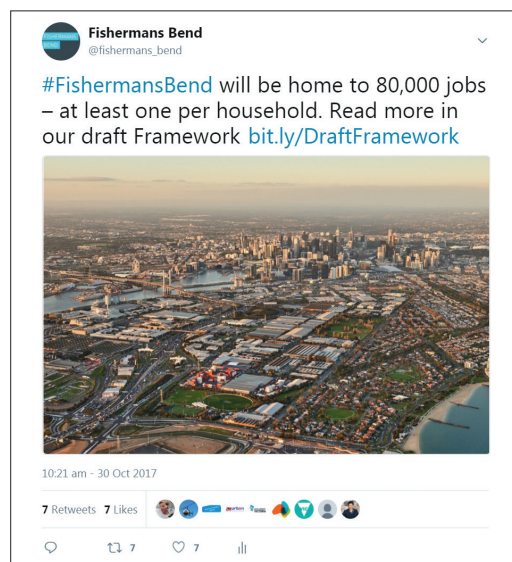 Fishermans Bend
@fishermans_bend
#FishermansBend will be home to 80,000 jobs
– at least one per household. Read more in
our draft Framework bit.ly/DraftFramework
10:21 am - 30 Oct 2017
7 Retweets 7 Likes
7 7